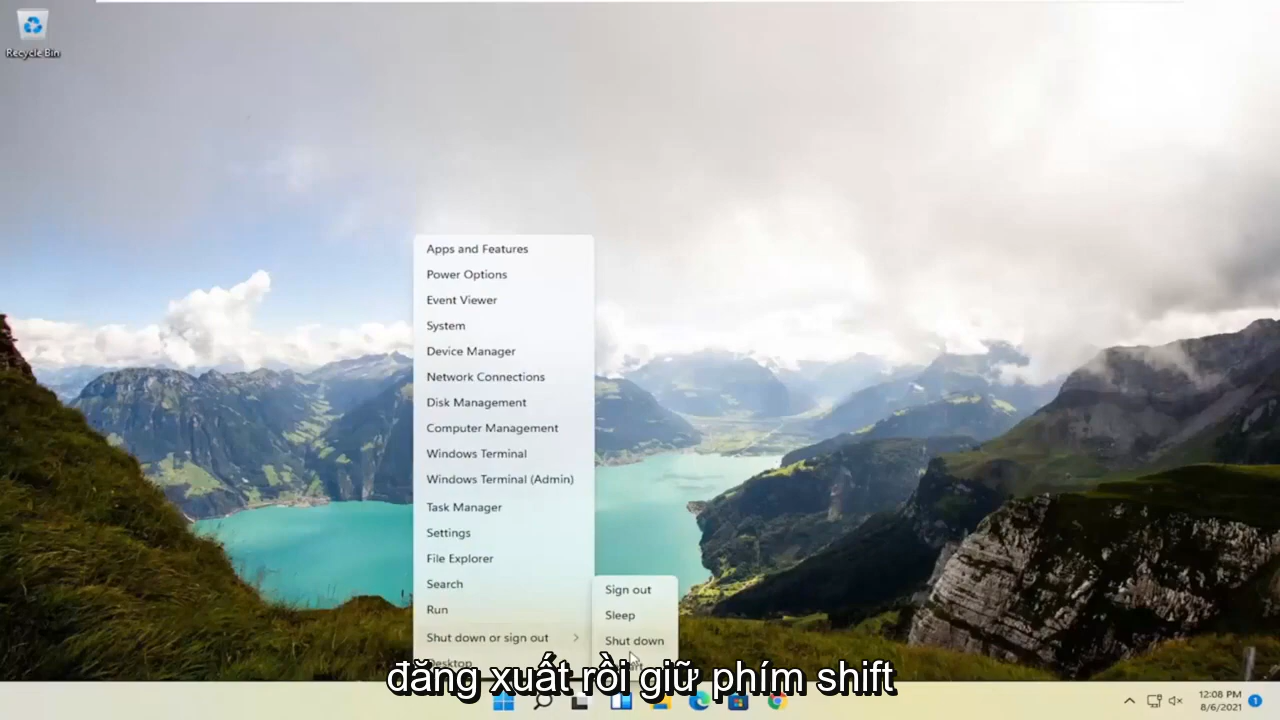 Recycle Bin
Apps and Features
Power Options
Event Viewer
System
Device Manager
Network Connections
Disk Management
Computer Management
Windows Terminal
Windows Terminal (Admin)
Task Manager
Settings
File Explorer
Search
Run
Shut down or sign out
Desktop
Sign out
Sleep
Shut down
đăng xuất rồi giữ phím shift
12:08 PM
8/6/2021
1